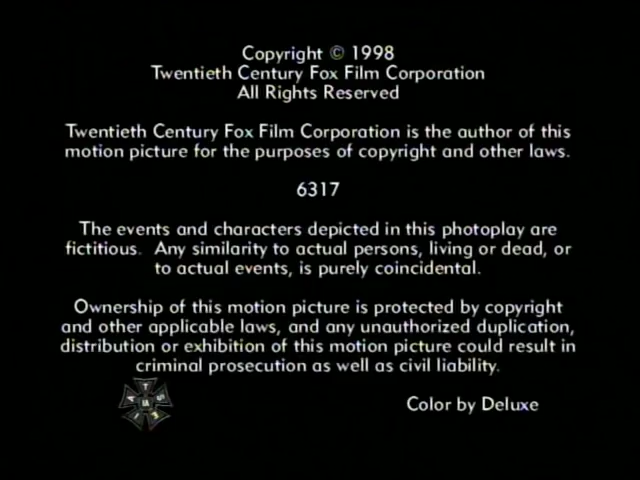 Copyright © 1998
Twentieth Century Fox Film Corporation
All Rights Reserved
Twentieth Century Fox Film Corporation is the author of this
motion picture for the purposes of copyright and other laws.
6317
The events and characters depicted in this photoplay are
fictitious. Any similarity to actual persons, living or dead, or
to actual events, is purely coincidental.
Ownership of this motion picture is protected by copyright
and other applicable laws, and any unauthorized duplication,
distribution or exhibition of this motion picture could result in
criminal prosecution as well as civil liability.
Color by Deluxe